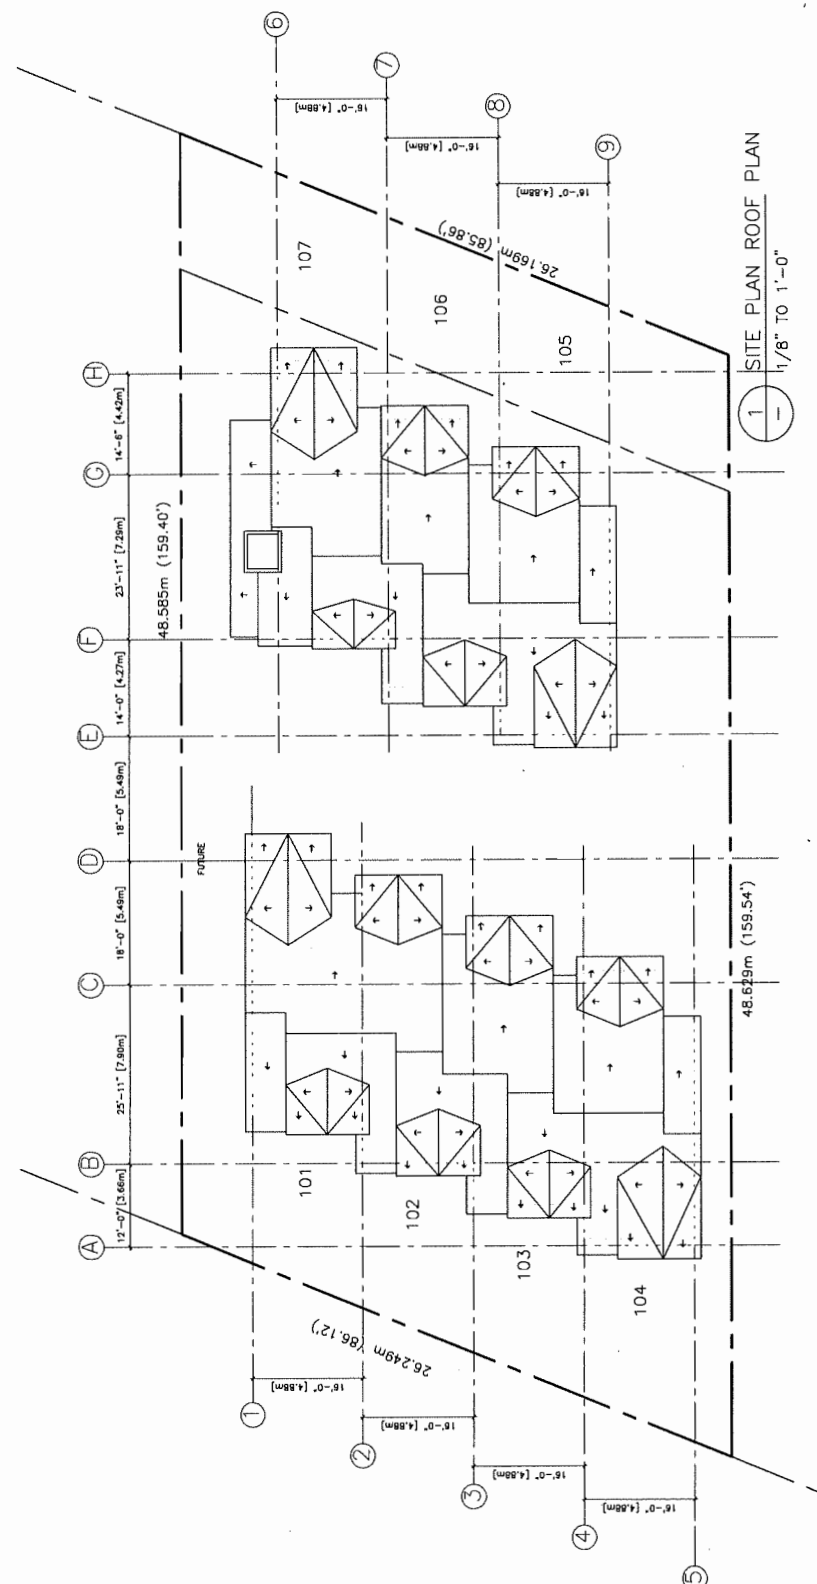 A
B
C
D
E
F
G
H
12'-0" [3.66m]
25'-11" [7.90m]
18'-0" [5.49m]
18'-0" [5.49m]
14'-0" [4.27m]
23'-11" [7.29m]
14'-6" [4.42m]
48.585m (159.40')
FUTURE
6
7
8
9
16'-0" [4.88m]
16'-0" [4.88m]
16'-0" [4.88m]
107
106
105
26.169m (85.86')
101
102
103
104
26.249m (86.12')
1
2
3
4
5
16'-0" [4.88m]
16'-0" [4.88m]
16'-0" [4.88m]
16'-0" [4.88m]
48.629m (159.54')
1
—
SITE PLAN ROOF PLAN
1/8" TO 1'-0"